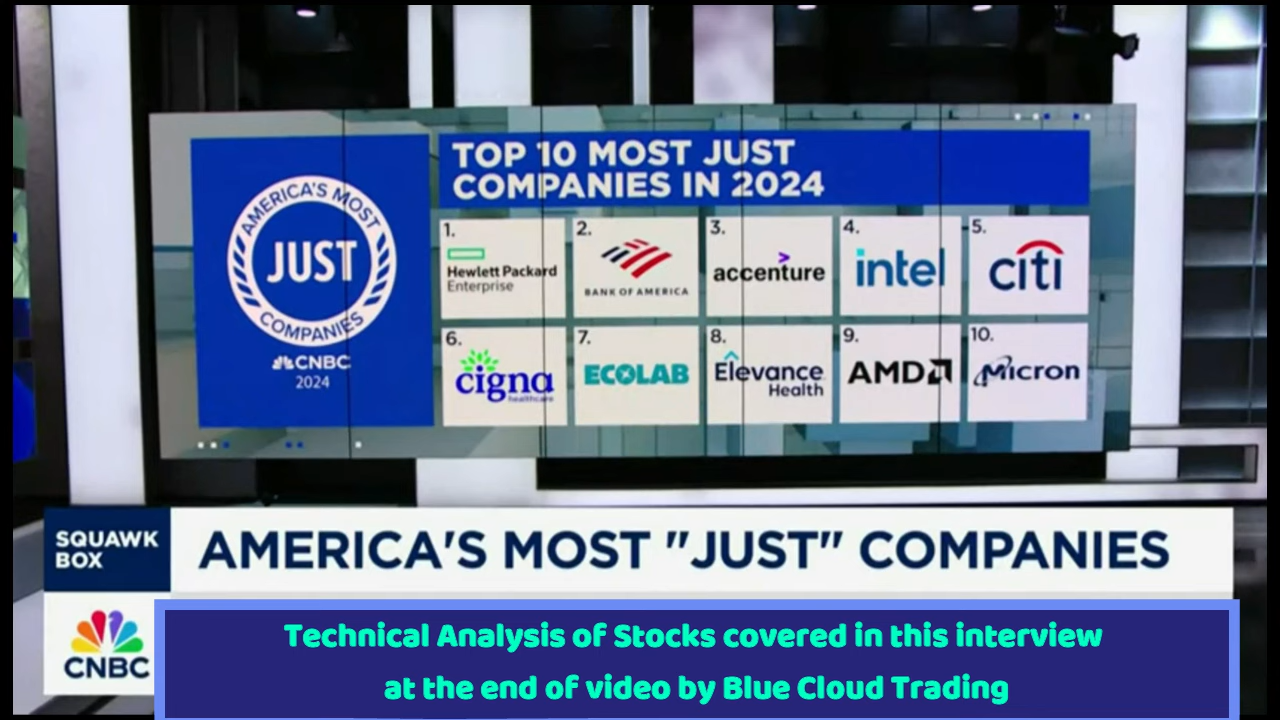 AMERICA'S MOST
JUST
COMPANIES
CNBC
2024
TOP 10 MOST JUST
COMPANIES IN 2024
1.
Hewlett Packard
Enterprise
2.
BANK OF AMERICA
3.
accenture
4.
intel
5.
citi
6.
cigna
healthcare
7.
ECOLAB
8.
Elevance
Health
9.
AMD
10.
Micron
SQUAWK
BOX
AMERICA'S MOST "JUST" COMPANIES
CNBC
Technical Analysis of Stocks covered in this interview
at the end of video by Blue Cloud Trading